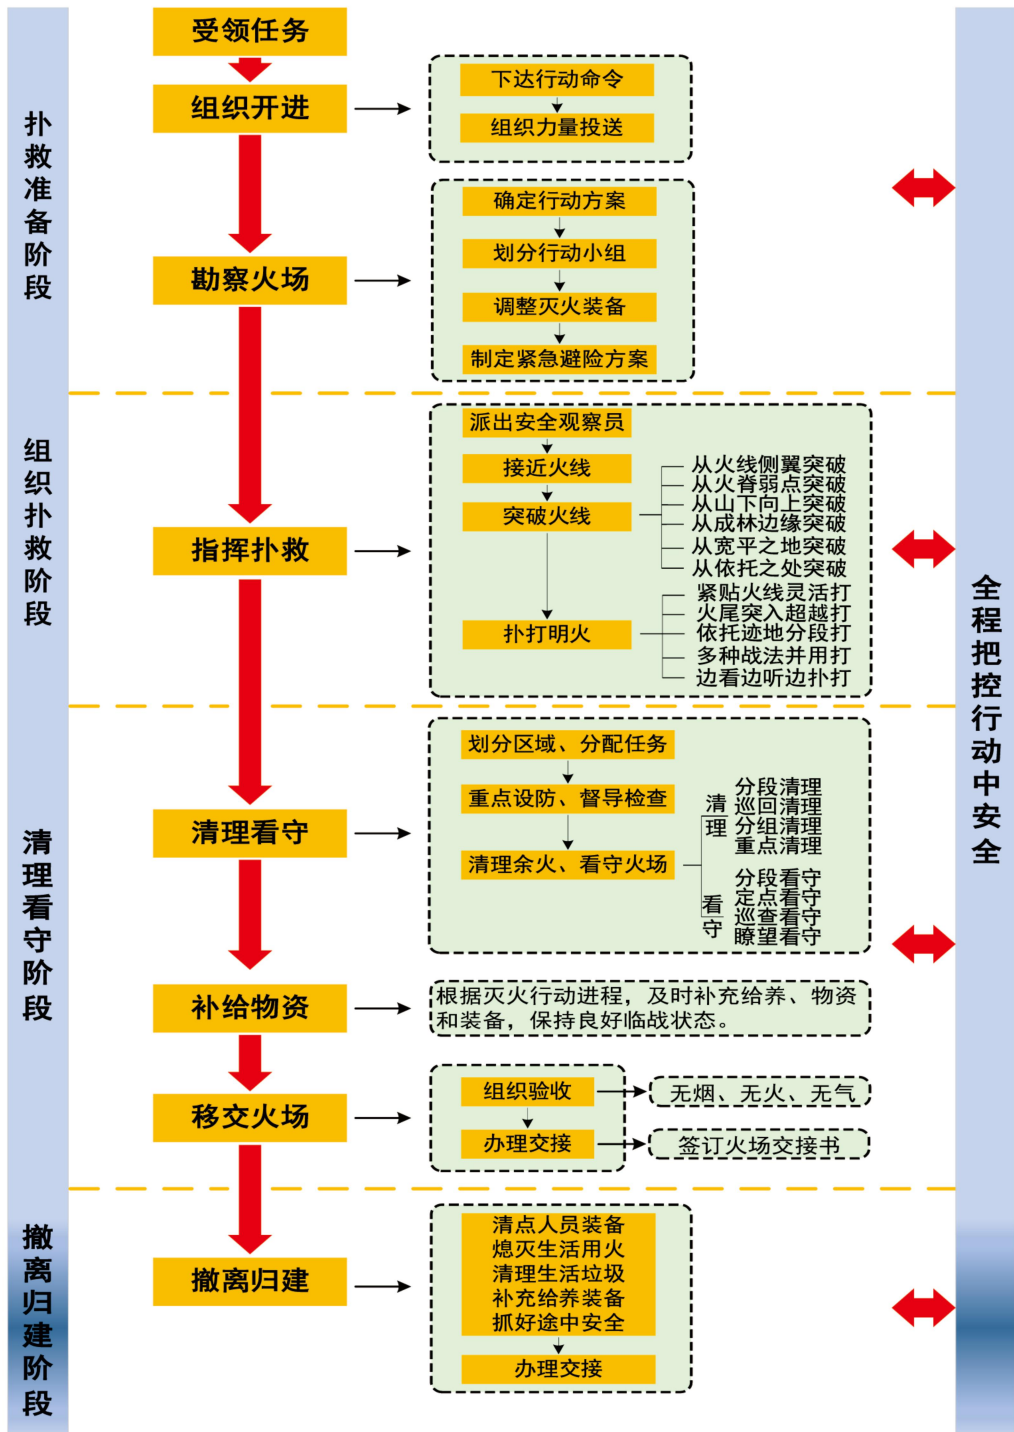 扑救准备阶段
受领任务
组织开进
下达行动命令
组织力量投送
勘察火场
确定行动方案
划分行动小组
调整灭火装备
制定紧急避险方案
组织扑救阶段
指挥扑救
派出安全观察员
接近火线
突破火线
从火线侧翼突破
从火脊弱点突破
从山下向上突破
从成林边缘突破
从宽平之地突破
从依托之处突破
扑打明火
紧贴火线灵活打
火尾突入超越打
依托迹地分段打
多种战法并用打
边看边听边扑打
清理看守阶段
清理看守
划分区域、分配任务
重点设防、督导检查
清理余火、看守火场
清理
分段清理
巡回清理
分组清理
重点清理
看守
分段看守
定点看守
巡查看守
瞭望看守
补给物资
根据灭火行动进程，及时补充给养、物资
和装备，保持良好临战状态。
移交火场
组织验收
无烟、无火、无气
办理交接
签订火场交接书
撤离归建阶段
撤离归建
清点人员装备
熄灭生活用火
清理生活垃圾
补充给养装备
抓好途中安全
办理交接
全程把控行动中安全